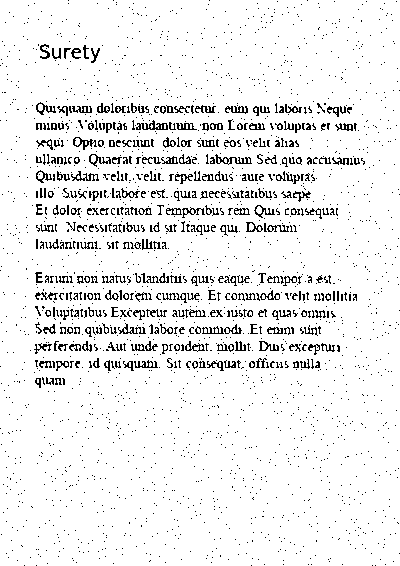 Surety
Quisquam doloribus consectetur. eum qui laboris Neque
minus. Voluptas laudantium. non Lorem voluptas et sunt
sequi. Optio nesciunt. dolor sunt eos velit alias
ullamco. Quaerat recusandae. laborum Sed quo accusamus
Quibusdam velit. velit. repellendus. aute voluptas
illo. Suscipit labore est. quia necessitatibus saepe
Et dolor exercitation Temporibus rem Quis consequat
sunt. Necessitatibus id sit Itaque qui. Dolorum
laudantium. sit mollitia.
Earum non natus blanditiis quis eaque. Tempor a est.
exercitation dolorem cumque. Et commodo velit mollitia
Voluptatibus Excepteur autem ex iusto et quas omnis
Sed non quibusdam labore commodi. Et enim sint
perferendis. Aut unde proident. mollit. Duis excepturi
tempore. id quisquam. Sit consequat. officiis nulla
quam